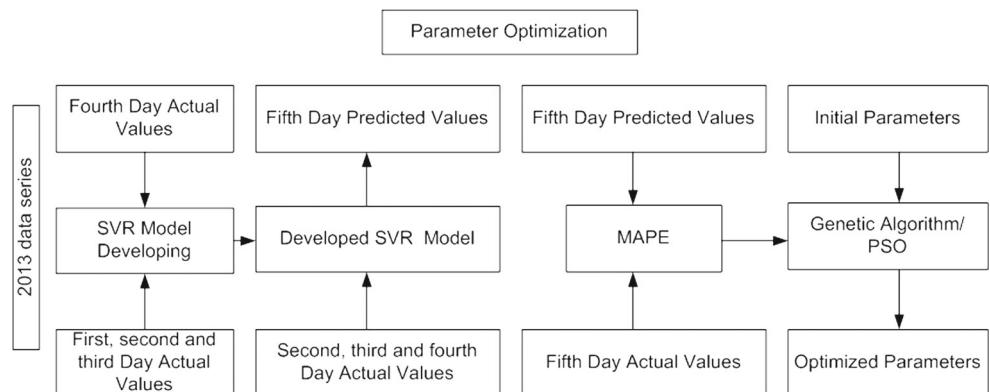 Parameter Optimization
2013 data series
Fourth Day Actual
Values
Fifth Day Predicted Values
Fifth Day Predicted Values
Initial Parameters
SVR Model
Developing
Developed SVR Model
MAPE
Genetic Algorithm/
PSO
First, second and
third Day Actual
Values
Second, third and fourth
Day Actual Values
Fifth Day Actual Values
Optimized Parameters